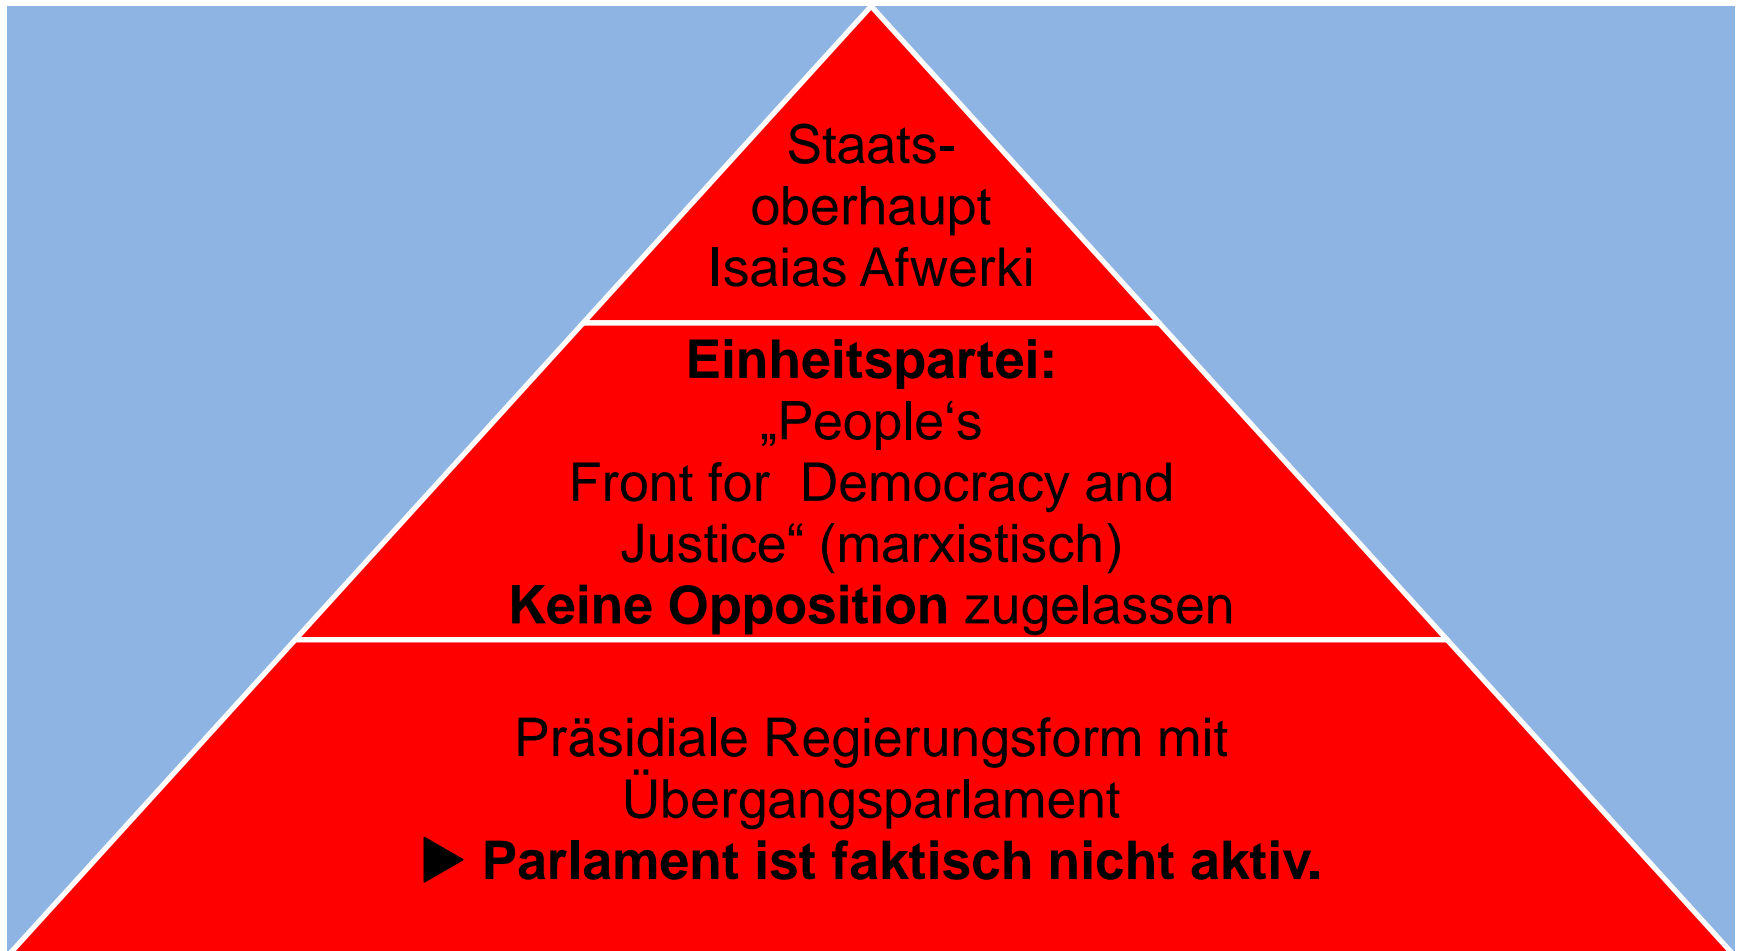 Staats-
oberhaupt
Isaias Afwerki
Einheitspartei:
„People‘s
Front for  Democracy and
Justice“ (marxistisch)
Keine Opposition zugelassen
Präsidiale Regierungsform mit
Übergangsparlament
► Parlament ist faktisch nicht aktiv.